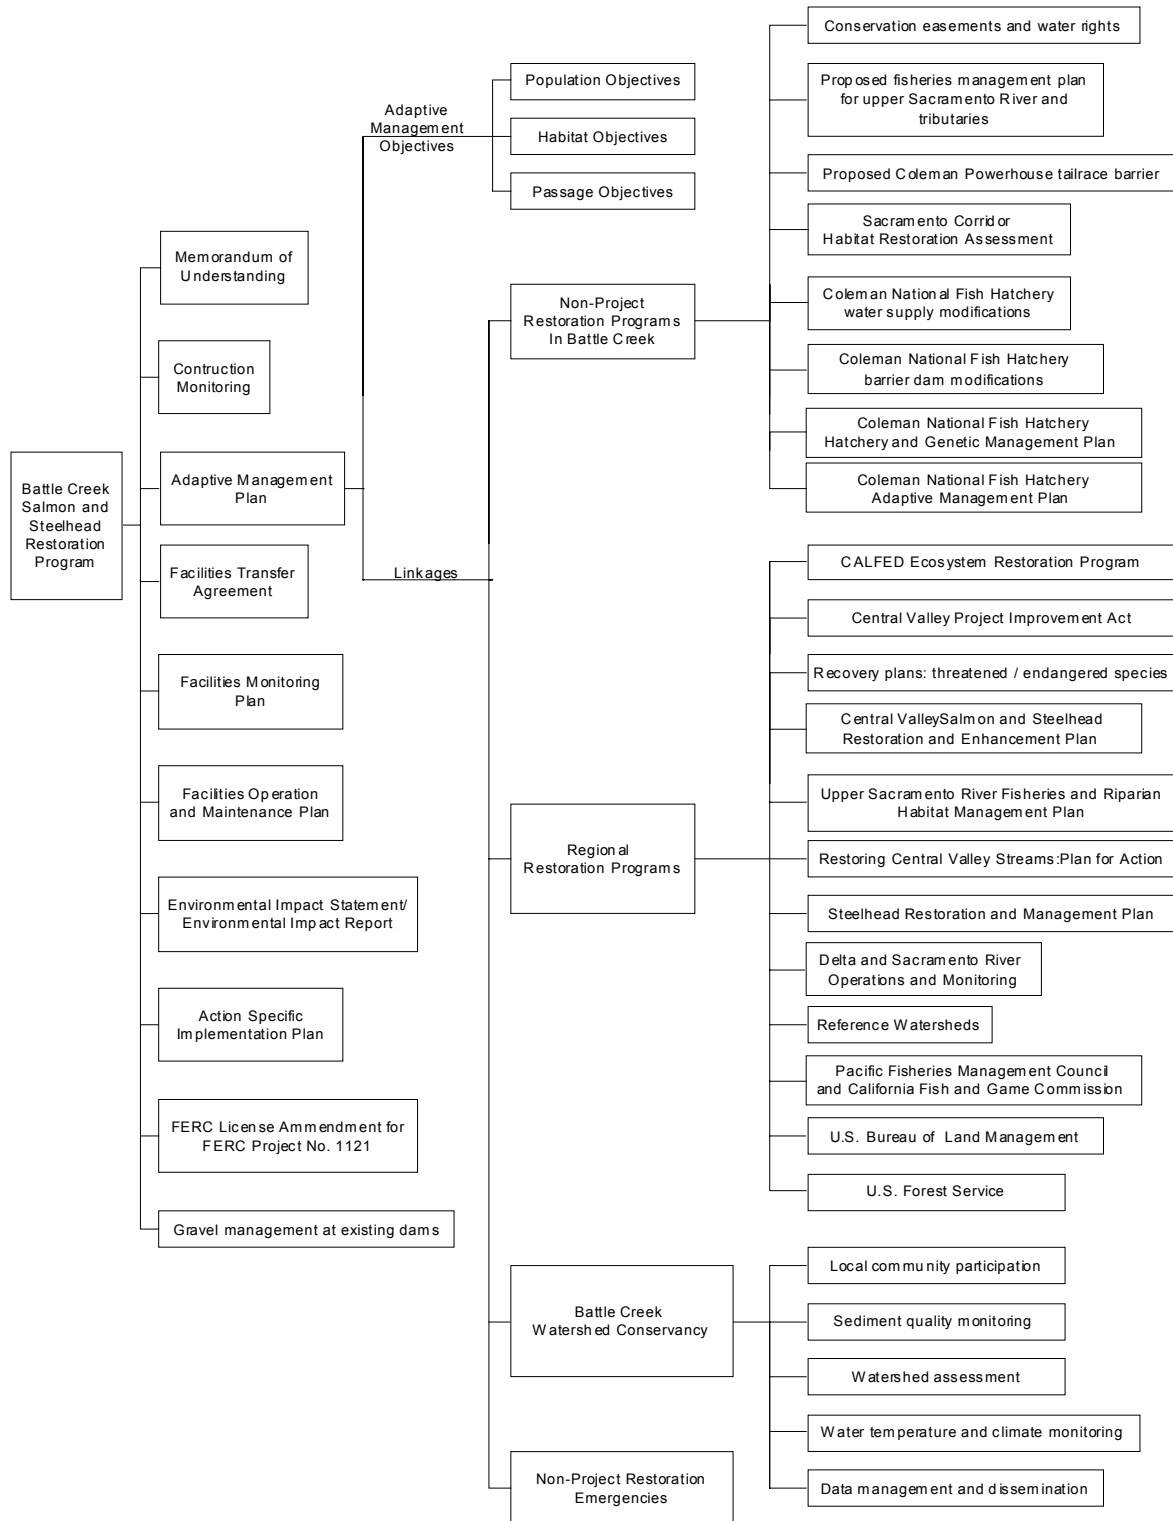 Battle Creek
Salmon and
Steelhead
Restoration
Program
Memorandum of
Understanding
Contruction
Monitoring
Adaptive Management
Plan
Facilities Transfer
Agreement
Facilities Monitoring
Plan
Facilities Operation
and Maintenance Plan
Environmental Impact Statement/
Environmental Impact Report
Action Specific
Implementation Plan
FERC License Ammendment for
FERC Project No. 1121
Gravel management at existing dams
Adaptive
Management
Objectives
Population Objectives
Habitat Objectives
Passage Objectives
Linkages
Non-Project
Restoration Programs
In Battle Creek
Conservation easements and water rights
Proposed fisheries management plan
for upper Sacramento River and
tributaries
Proposed Coleman Powerhouse tailrace barrier
Sacramento Corridor
Habitat Restoration Assessment
Coleman National Fish Hatchery
water supply modifications
Coleman National Fish Hatchery
barrier dam modifications
Coleman National Fish Hatchery
Hatchery and Genetic Management Plan
Coleman National Fish Hatchery
Adaptive Management Plan
Regional
Restoration Programs
CALFED Ecosystem Restoration Program
Central Valley Project Improvement Act
Recovery plans: threatened / endangered species
Central ValleySalmon and Steelhead
Restoration and Enhancement Plan
Upper Sacramento River Fisheries and Riparian
Habitat Management Plan
Restoring Central Valley Streams:Plan for Action
Steelhead Restoration and Management Plan
Delta and Sacramento River
Operations and Monitoring
Reference Watersheds
Pacific Fisheries Management Council
and California Fish and Game Commission
U.S. Bureau of Land Management
U.S. Forest Service
Battle Creek
Watershed Conservancy
Local community participation
Sediment quality monitoring
Watershed assessment
Water temperature and climate monitoring
Data management and dissemination
Non-Project Restoration
Emergencies